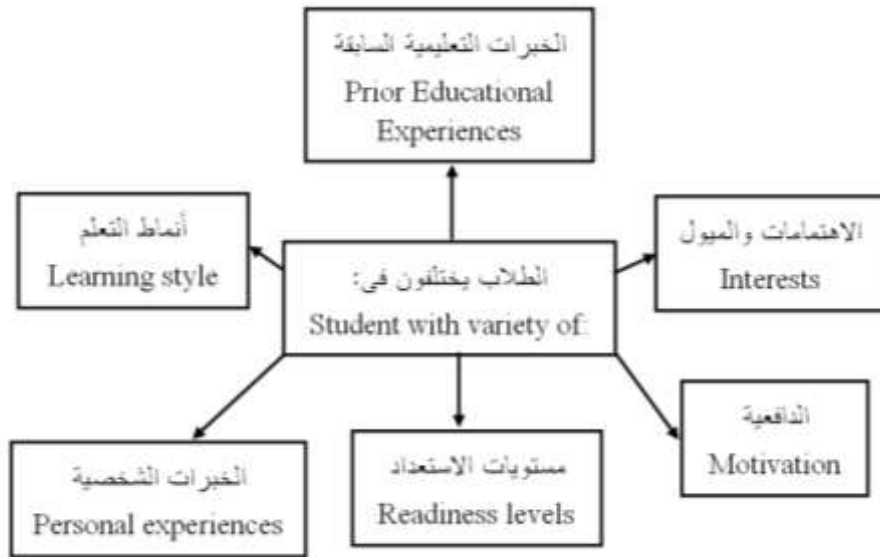 الخبرات التعليمية السابقة
Prior Educational
Experiences
أنماط التعلم
Learning style
الطلاب يختلفون فى:
Student with variety of:
الاهتمامات والميول
Interests
الخبرات الشخصية
Personal experiences
مستويات الاستعداد
Readiness levels
الدافعية
Motivation